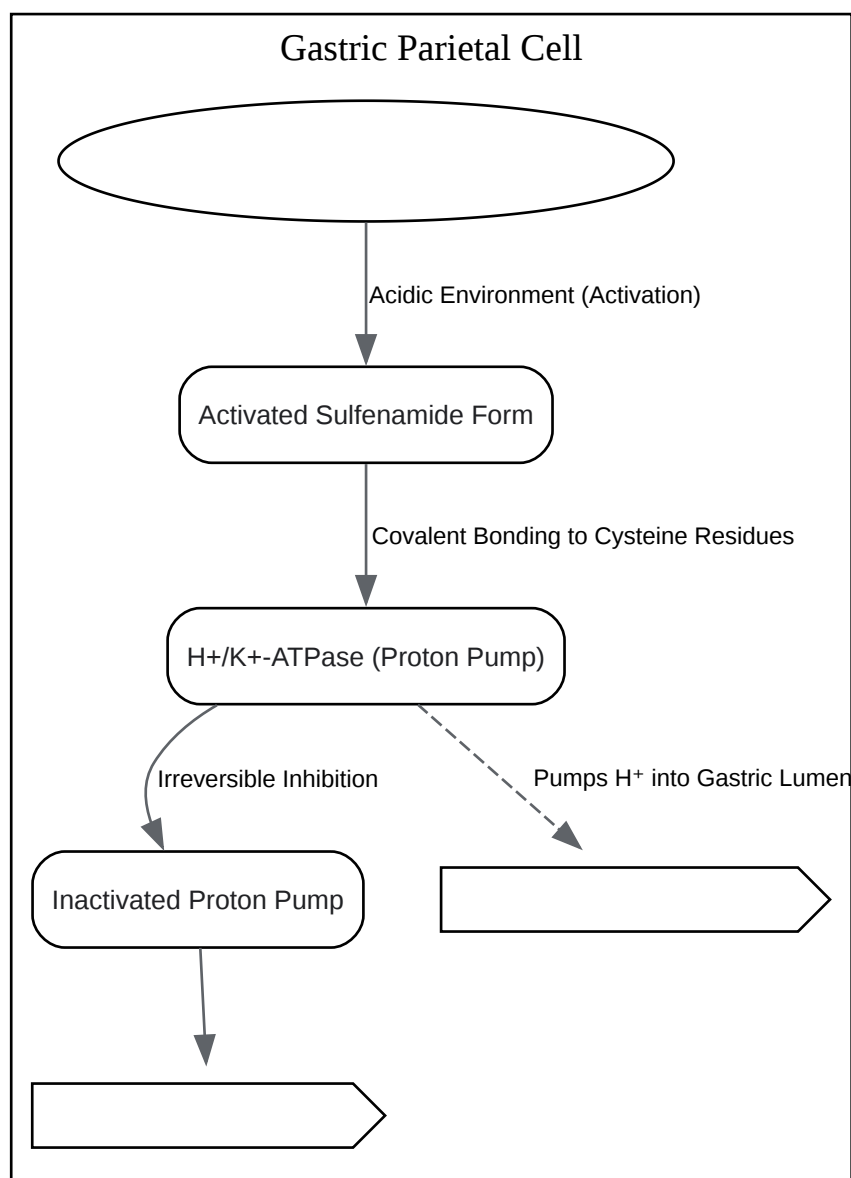 Gastric Parietal Cell
Acidic Environment (Activation)
Activated Sulfenamide Form
Covalent Bonding to Cysteine Residues
H+/K+-ATPase (Proton Pump)
Irreversible Inhibition
Pumps H⁺ into Gastric Lumen
Inactivated Proton Pump